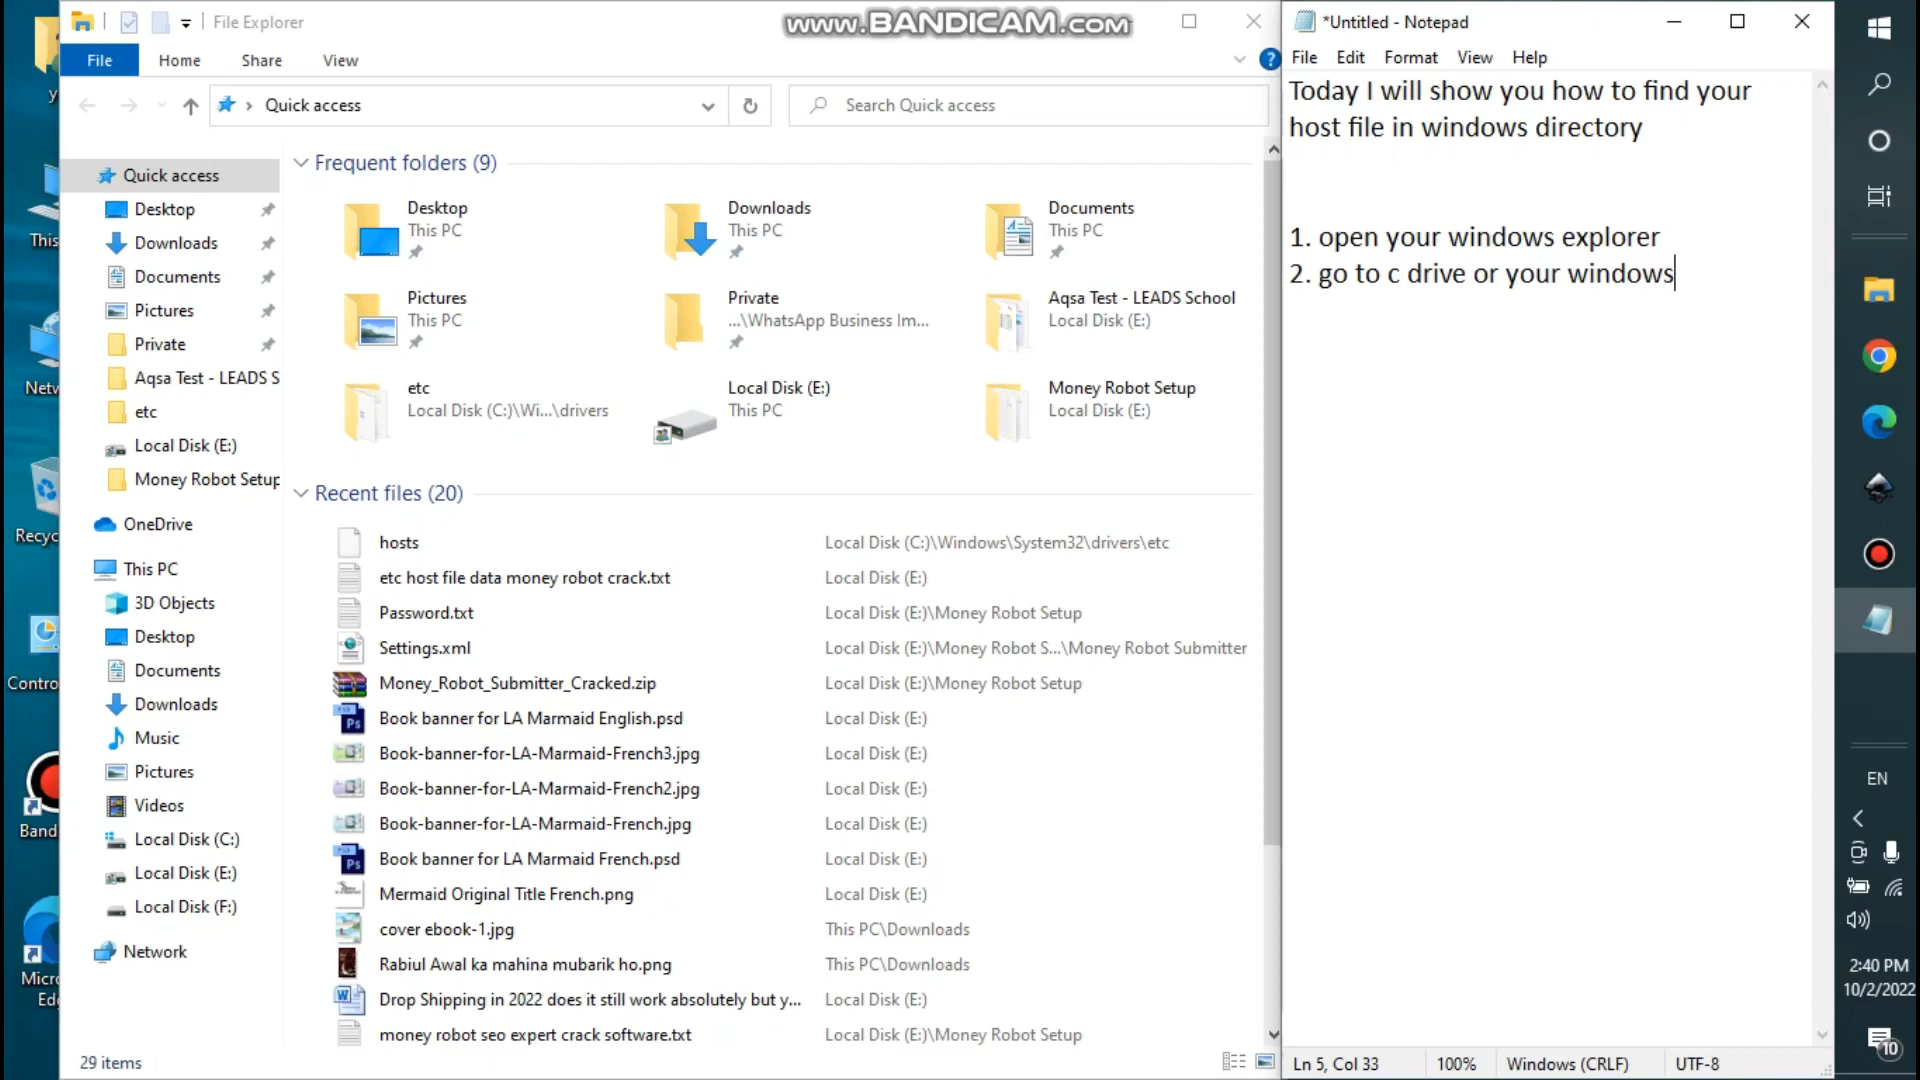 File Explorer
www.BANDICAM.com
File
Home
Share
View
Quick access
Search Quick access
Quick access
Desktop
Downloads
Documents
Pictures
Private
Aqsa Test - LEADS S
etc
Local Disk (E:)
Money Robot Setup
OneDrive
This PC
3D Objects
Desktop
Documents
Downloads
Music
Pictures
Videos
Local Disk (C:)
Local Disk (E:)
Local Disk (F:)
Network
29 items
Frequent folders (9)
Desktop
This PC
Downloads
This PC
Documents
This PC
Pictures
This PC
Private
...\WhatsApp Business Im...
Aqsa Test - LEADS School
Local Disk (E:)
etc
Local Disk (C:)\Wi...\drivers
Local Disk (E:)
This PC
Money Robot Setup
Local Disk (E:)
Recent files (20)
hosts Local Disk (C:)\Windows\System32\drivers\etc
etc host file data money robot crack.txt Local Disk (E:)
Password.txt Local Disk (E:)\Money Robot Setup
Settings.xml Local Disk (E:)\Money Robot S...\Money Robot Submitter
Money_Robot_Submitter_Cracked.zip Local Disk (E:)\Money Robot Setup
Book banner for LA Marmaid English.psd Local Disk (E:)
Book-banner-for-LA-Marmaid-French3.jpg Local Disk (E:)
Book-banner-for-LA-Marmaid-French2.jpg Local Disk (E:)
Book-banner-for-LA-Marmaid-French.jpg Local Disk (E:)
Book banner for LA Marmaid French.psd Local Disk (E:)
Mermaid Original Title French.png Local Disk (E:)
cover ebook-1.jpg This PC\Downloads
Rabiul Awal ka mahina mubarik ho.png This PC\Downloads
Drop Shipping in 2022 does it still work absolutely but y... Local Disk (E:)
money robot seo expert crack software.txt Local Disk (E:)\Money Robot Setup
*Untitled - Notepad
File Edit Format View Help
Today I will show you how to find your
host file in windows directory
1. open your windows explorer
2. go to c drive or your windows
Ln 5, Col 33
100%
Windows (CRLF)
UTF-8
y
This
Netw
Recyc
Contro
Band
Micro
Ed
EN
2:40 PM
10/2/2022
10